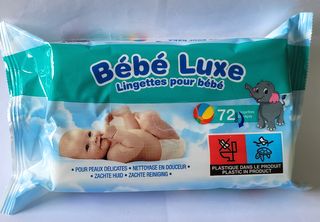 Bébé Luxe
Lingettes pour bébé
72
• POUR PEAUX DELICATES • NETTOYAGE EN DOUCEUR •
• ZACHTE HUID • ZACHTE REINIGING •
PLASTIQUE DANS LE PRODUIT
PLASTIC IN PRODUCT